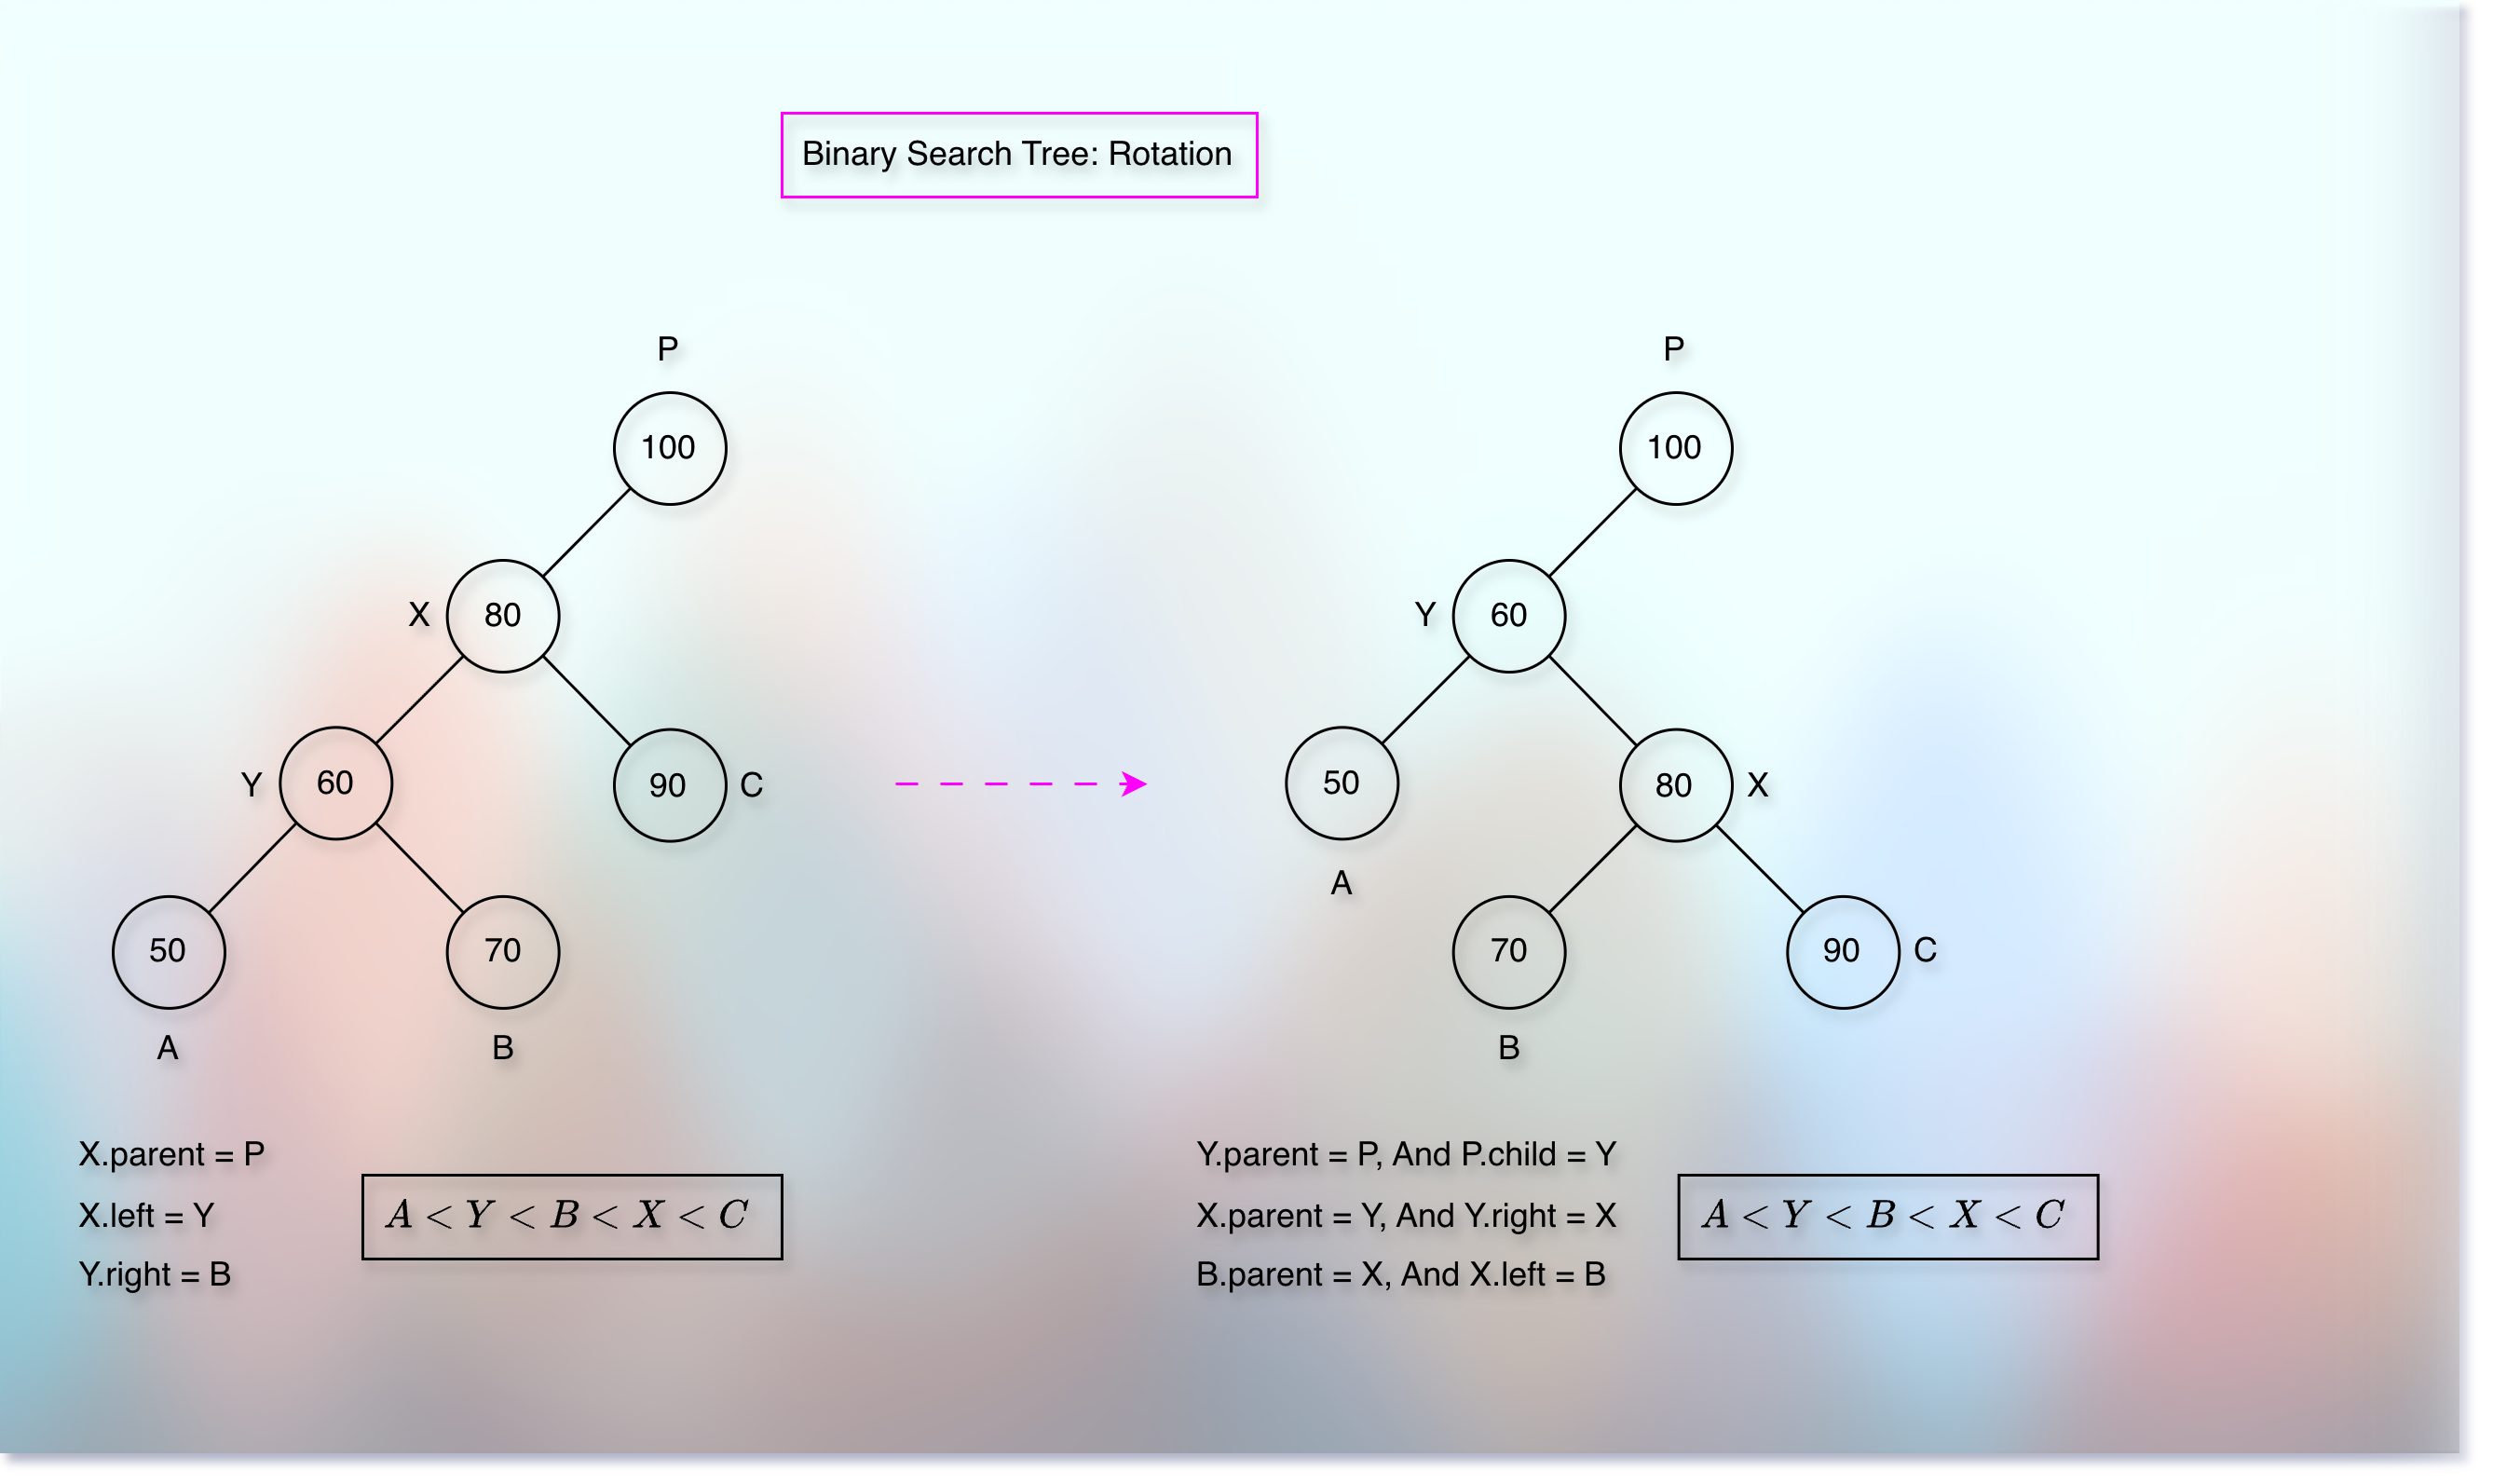 Binary Search Tree: Rotation
P
100
X 80
Y 60
90 C
50
70
A
B
X.parent = P
X.left = Y
Y.right = B
A < Y < B < X < C
P
100
Y 60
50
80 X
A
70
90 C
B
Y.parent = P, And P.child = Y
X.parent = Y, And Y.right = X
B.parent = X, And X.left = B
A < Y < B < X < C